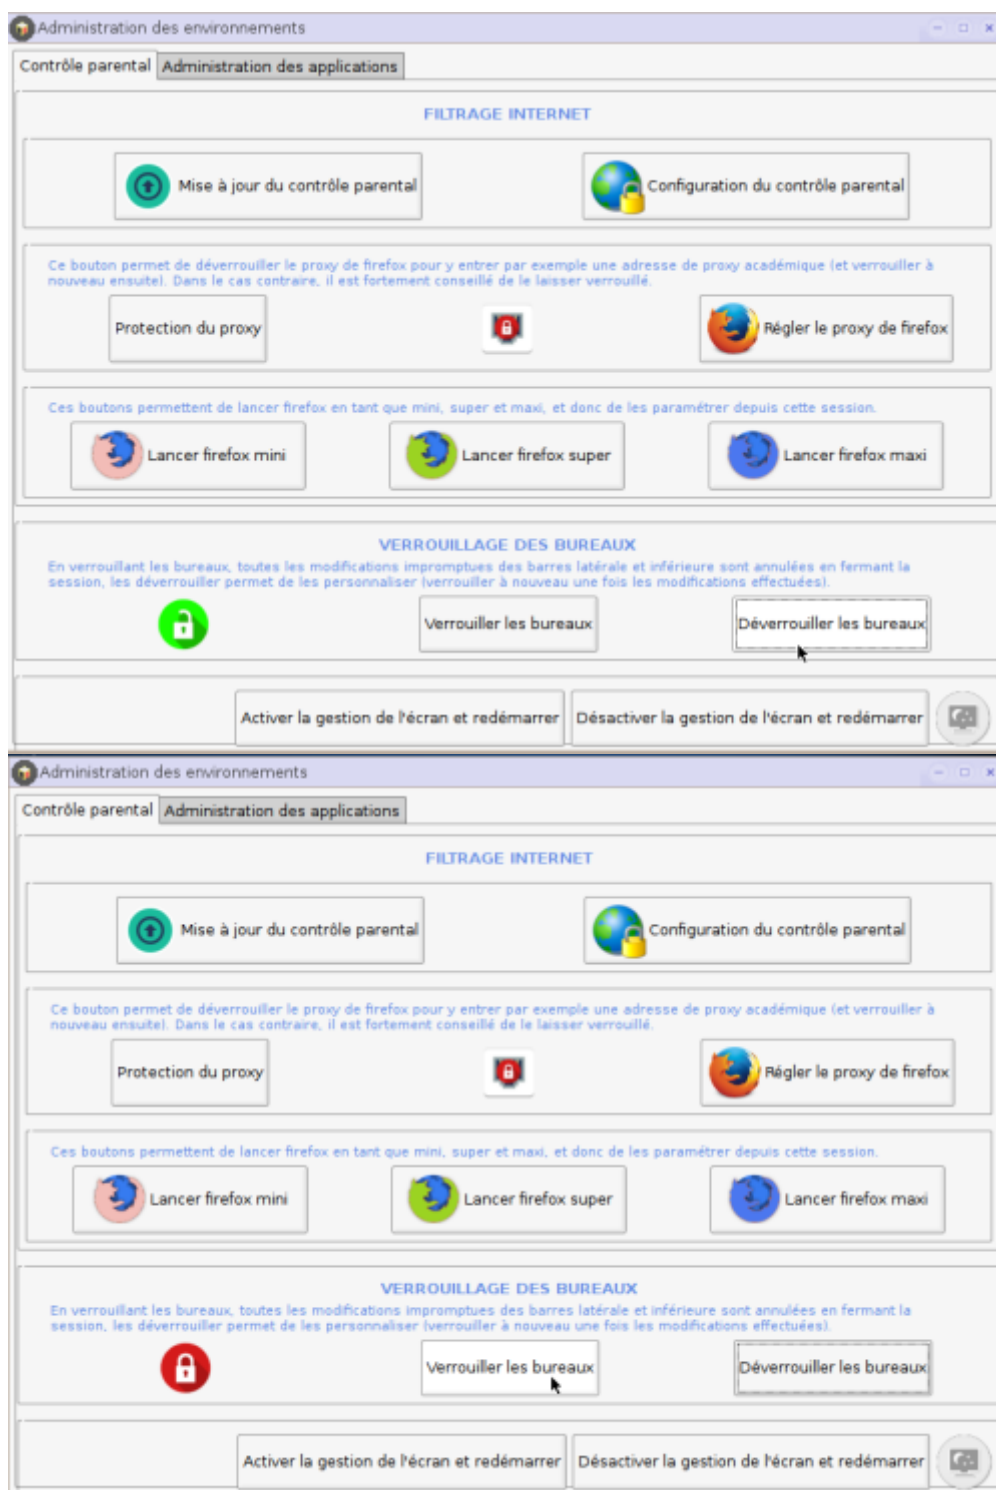 Administration des environnements
Contrôle parental Administration des applications
FILTRAGE INTERNET
Mise à jour du contrôle parental Configuration du contrôle parental
Ce bouton permet de déverrouiller le proxy de firefox pour y entrer par exemple une adresse de proxy académique (et verrouiller à
nouveau ensuite). Dans le cas contraire, il est fortement conseillé de le laisser verrouillé.
Protection du proxy Régler le proxy de firefox
Ces boutons permettent de lancer firefox en tant que mini, super et maxi, et donc de les paramétrer depuis cette session.
Lancer firefox mini Lancer firefox super Lancer firefox maxi
VERROUILLAGE DES BUREAUX
En verrouillant les bureaux, toutes les modifications impromptues des barres latérale et inférieure sont annulées en fermant la
session, les déverrouiller permet de les personnaliser (verrouiller à nouveau une fois les modifications effectuées).
Verrouiller les bureaux Déverrouiller les bureaux
Activer la gestion de l'écran et redémarrer Désactiver la gestion de l'écran et redémarrer
Administration des environnements
Contrôle parental Administration des applications
FILTRAGE INTERNET
Mise à jour du contrôle parental Configuration du contrôle parental
Ce bouton permet de déverrouiller le proxy de firefox pour y entrer par exemple une adresse de proxy académique (et verrouiller à
nouveau ensuite). Dans le cas contraire, il est fortement conseillé de le laisser verrouillé.
Protection du proxy Régler le proxy de firefox
Ces boutons permettent de lancer firefox en tant que mini, super et maxi, et donc de les paramétrer depuis cette session.
Lancer firefox mini Lancer firefox super Lancer firefox maxi
VERROUILLAGE DES BUREAUX
En verrouillant les bureaux, toutes les modifications impromptues des barres latérale et inférieure sont annulées en fermant la
session, les déverrouiller permet de les personnaliser (verrouiller à nouveau une fois les modifications effectuées).
Verrouiller les bureaux Déverrouiller les bureaux
Activer la gestion de l'écran et redémarrer Désactiver la gestion de l'écran et redémarrer